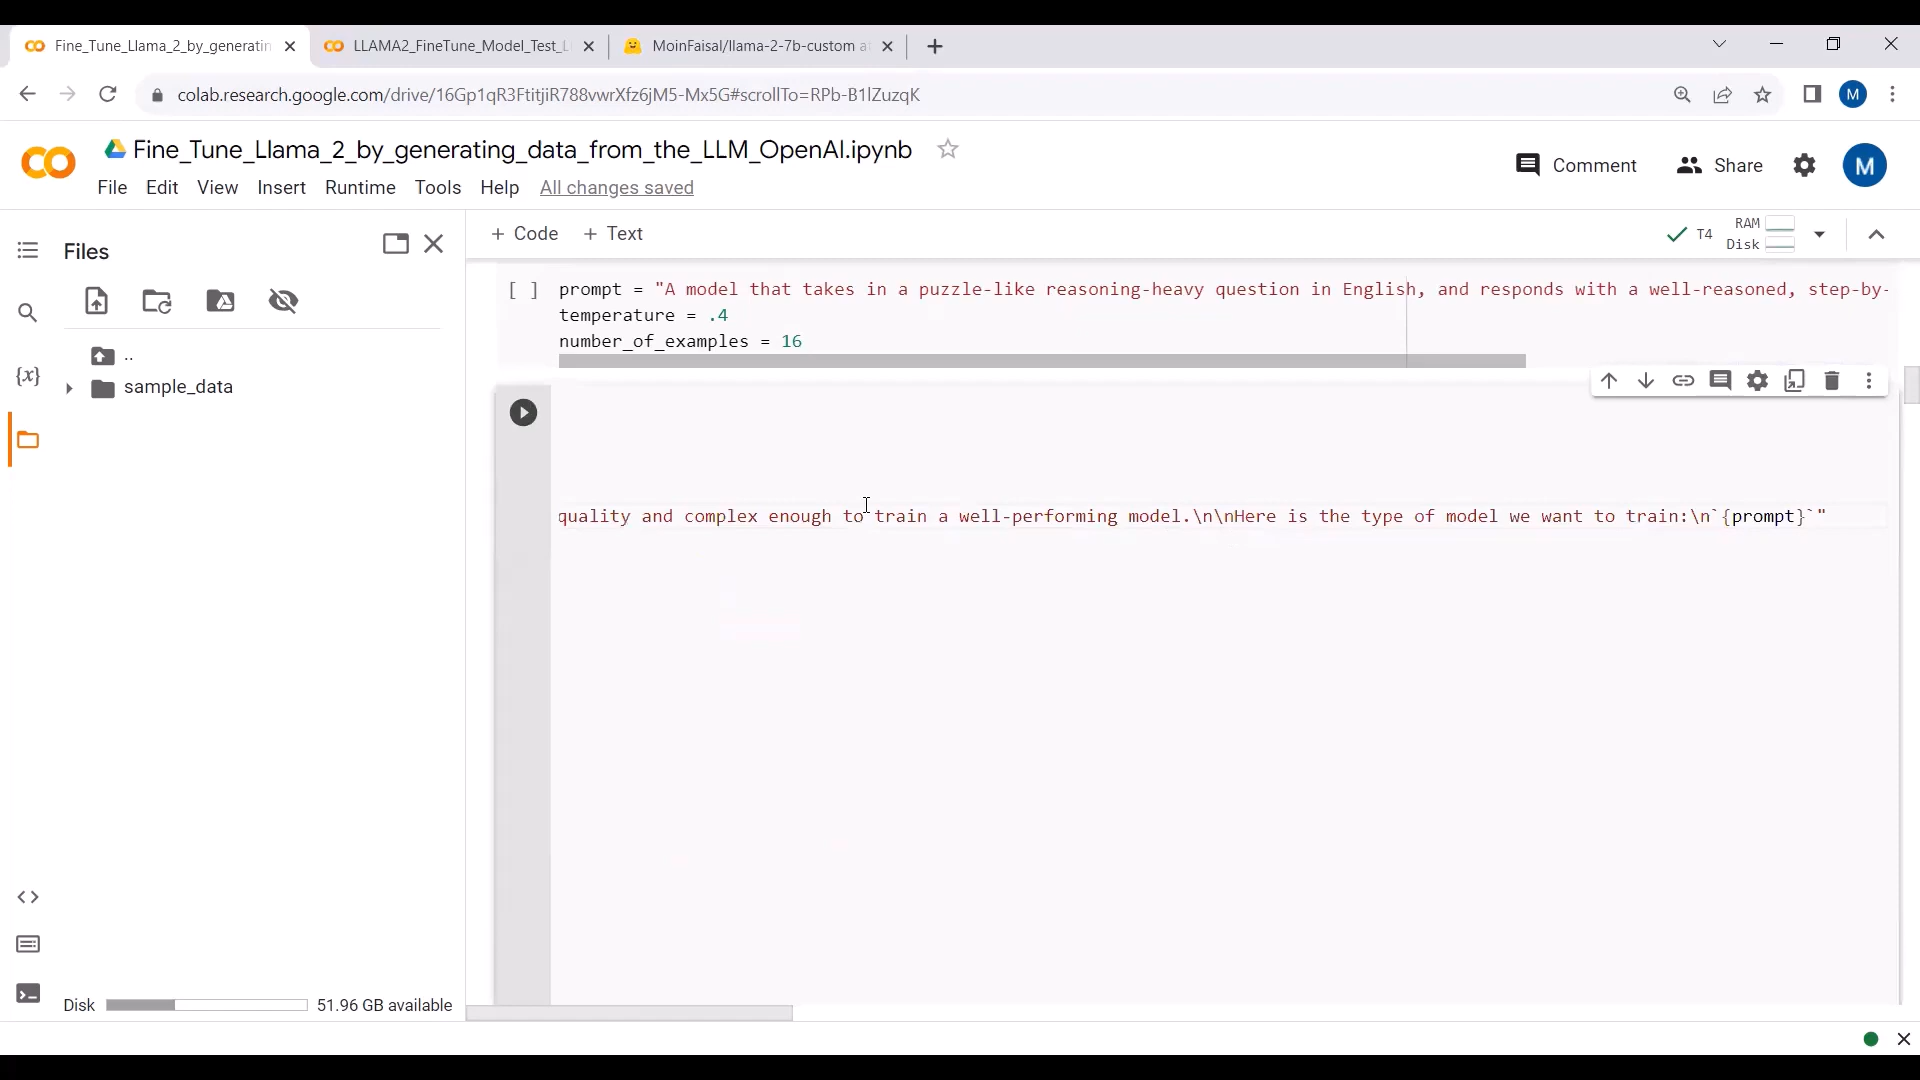 Fine_Tune_Llama_2_by_generatin
LLAMA2_FineTune_Model_Test_L
MoinFaisal/llama-2-7b-custom a
colab.research.google.com/drive/16Gp1qR3FtitjiR788vwrXfz6jM5-Mx5G#scrollTo=RPb-B1lZuzqK
M
Fine_Tune_Llama_2_by_generating_data_from_the_LLM_OpenAI.ipynb
File Edit View Insert Runtime Tools Help All changes saved
Comment Share M
Files
+ Code + Text
T4 RAM
Disk
..
sample_data
{x}
[ ] prompt = "A model that takes in a puzzle-like reasoning-heavy question in English, and responds with a well-reasoned, step-by-
temperature = .4
number_of_examples = 16
quality and complex enough to train a well-performing model.\n\nHere is the type of model we want to train:\n`{prompt}`"
Disk 51.96 GB available